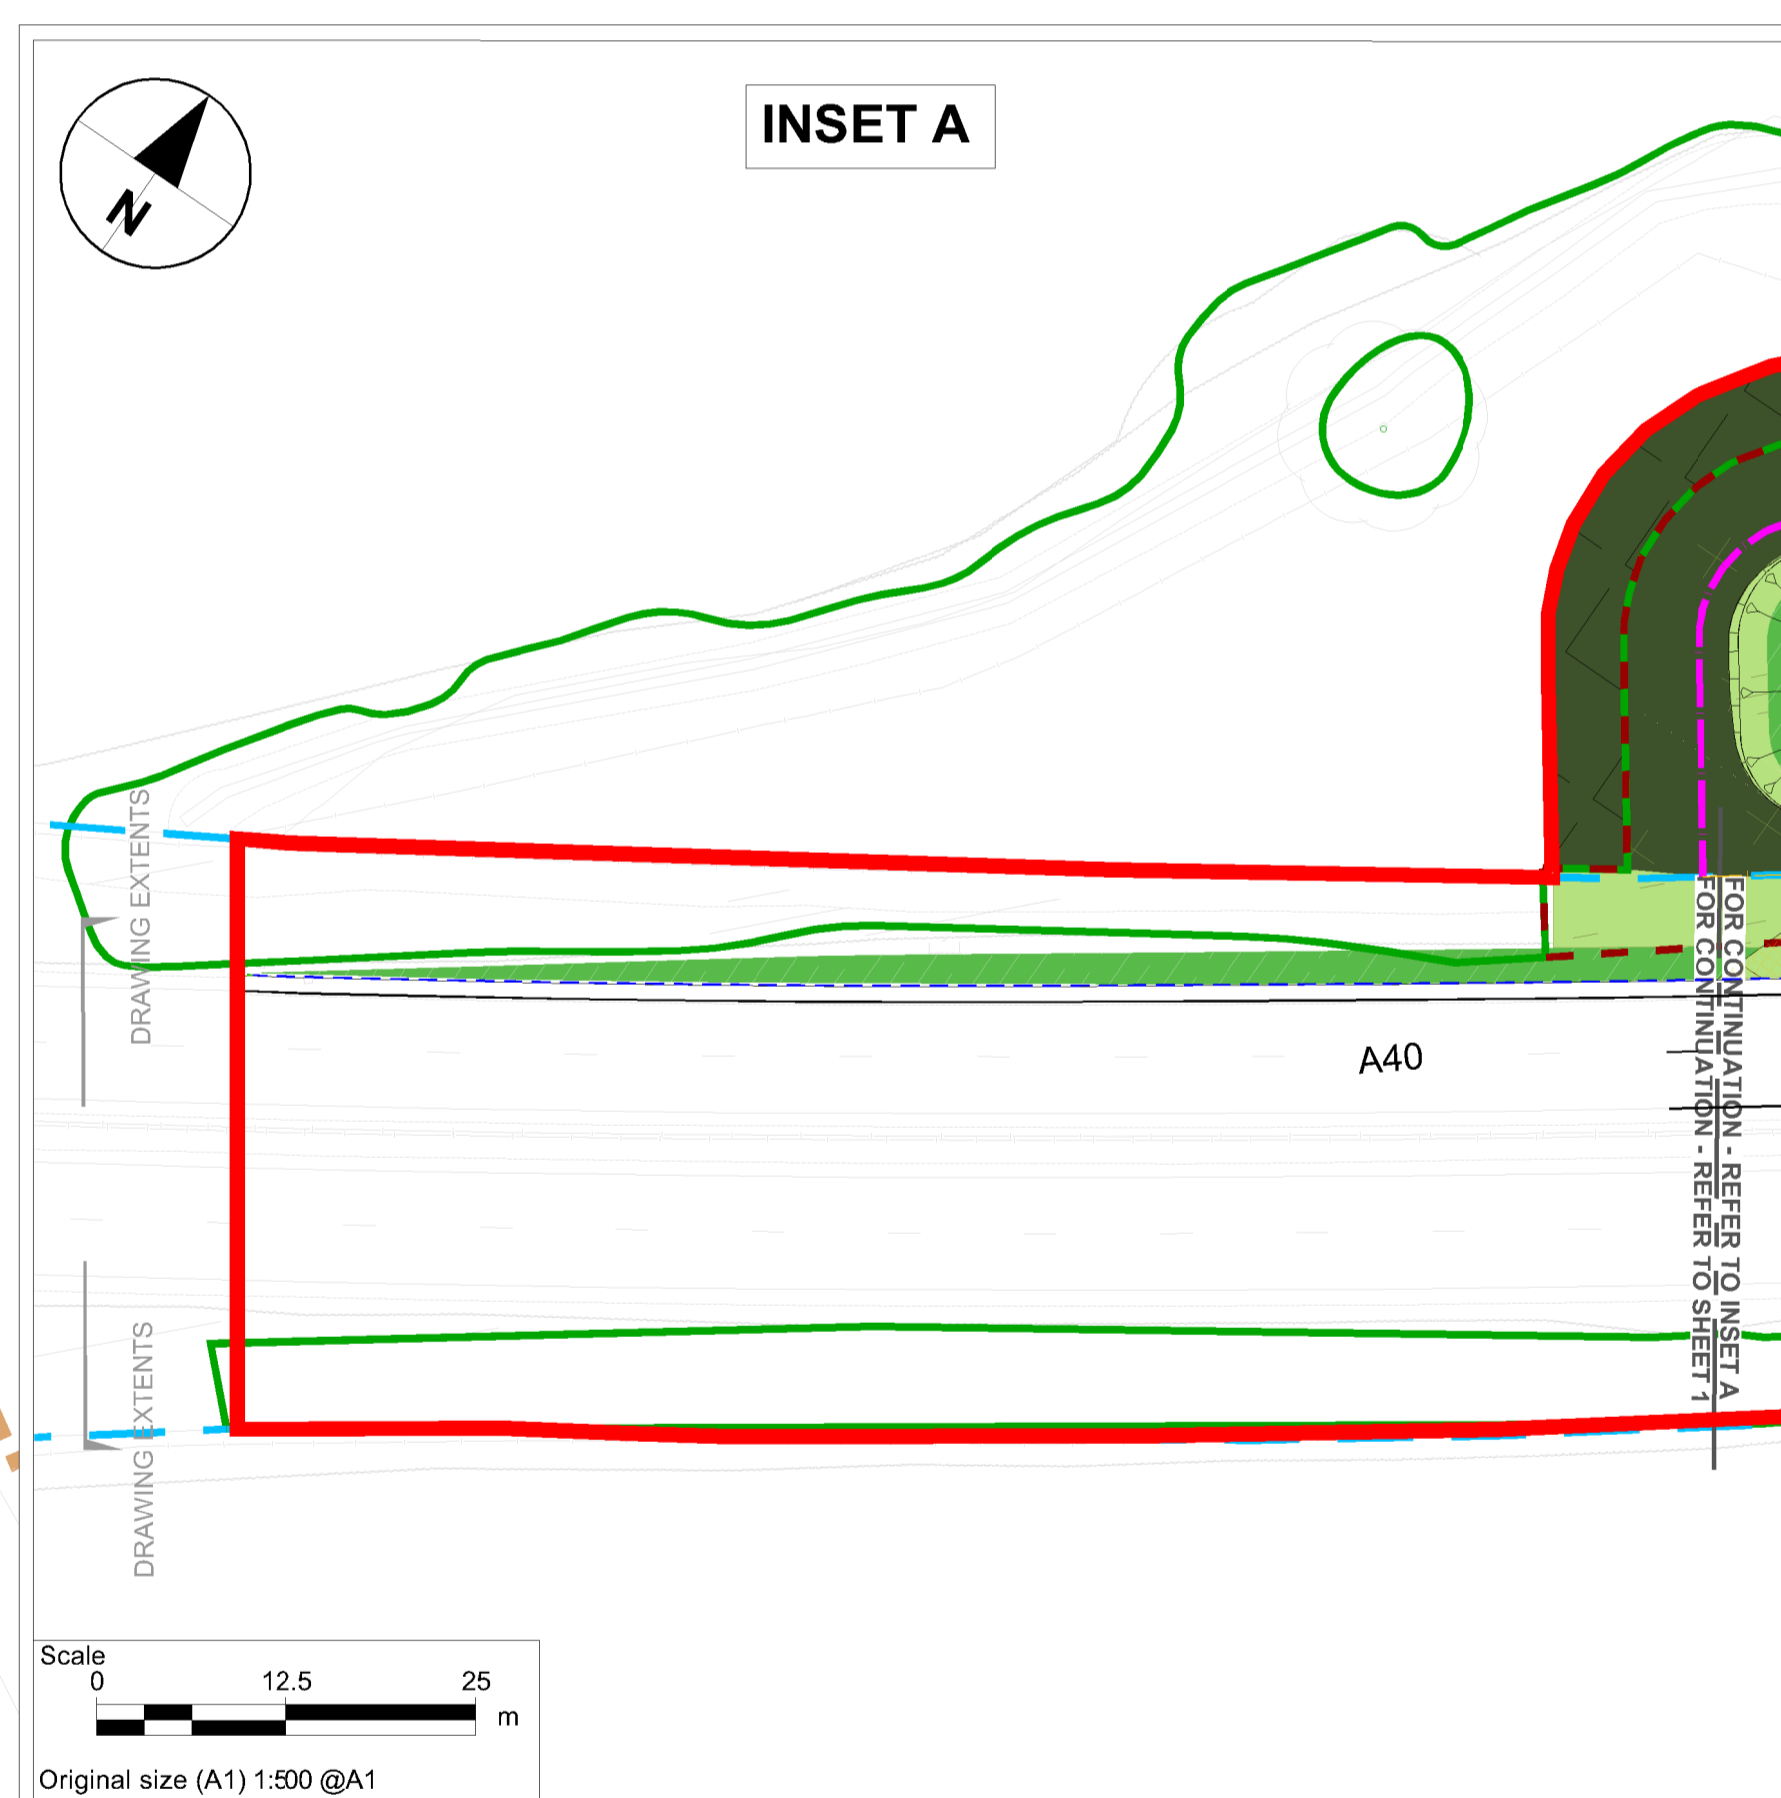 INSET A
N
DRAWING EXTENTS
A40
FOR CONTINUATION - REFER TO INSET A
FOR CONTINUATION - REFER TO SHEET 1
DRAWING EXTENTS
Scale
0 12.5 25
m
Original size (A1) 1:500 @A1